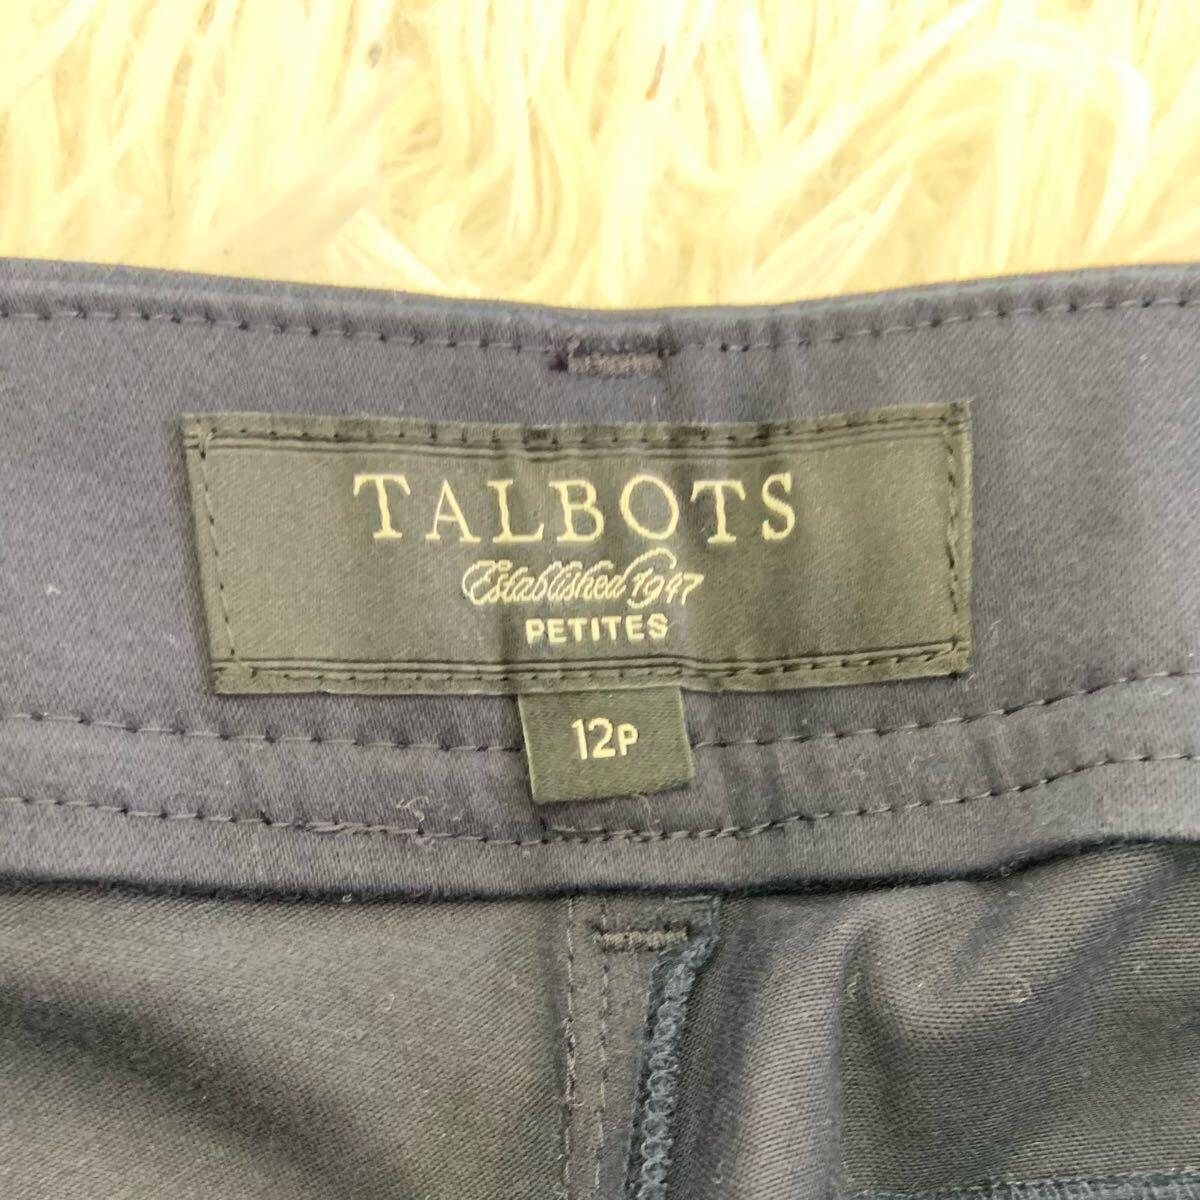 TALBOTS
Established 1947
PETITES
12P